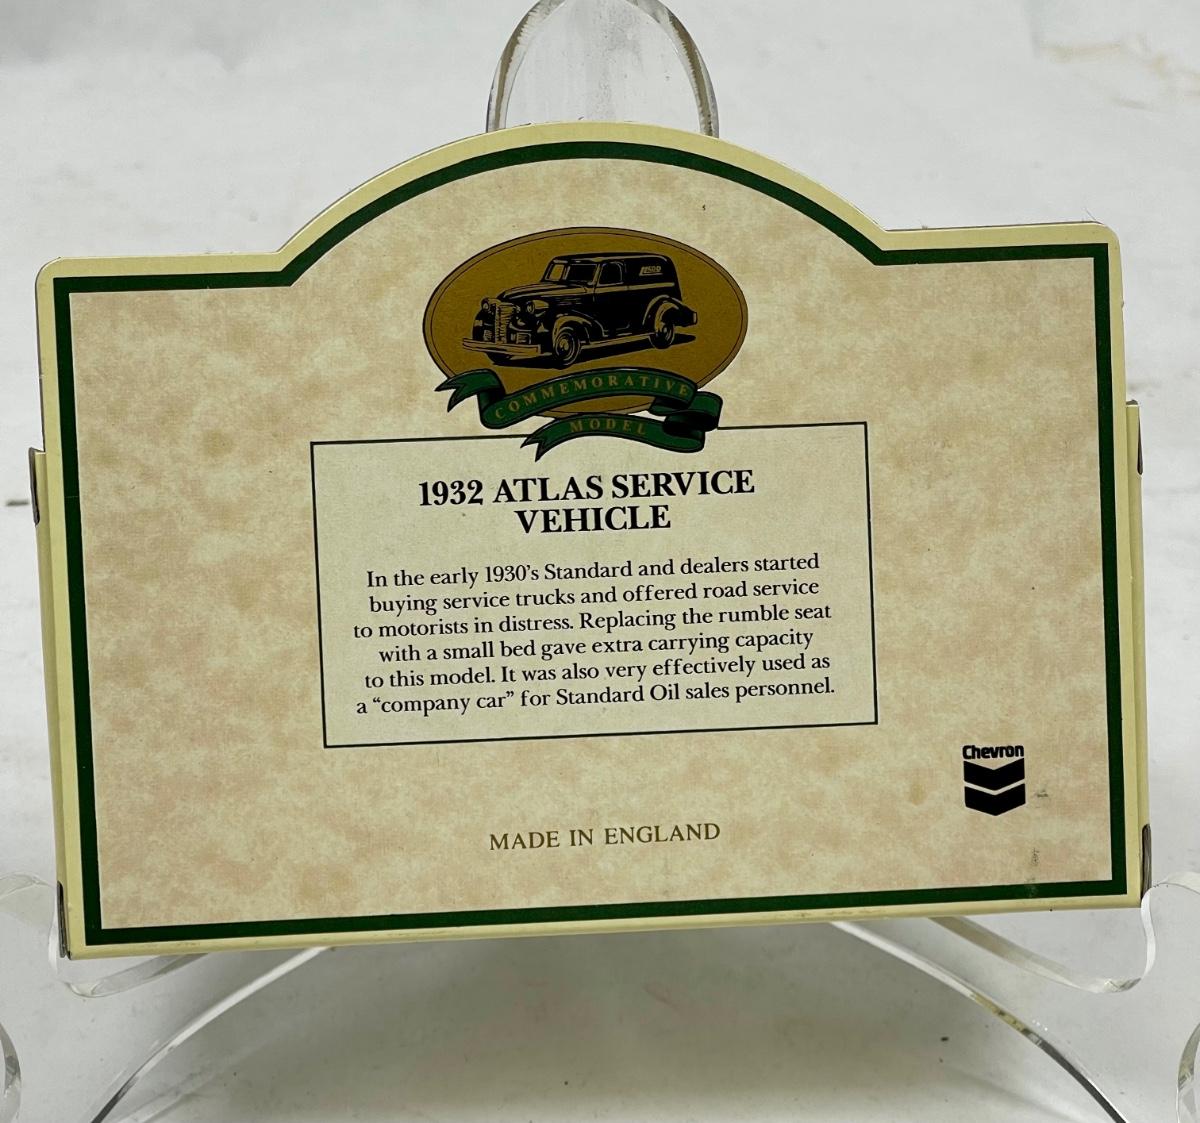 COMMEMORATIVE
MODEL
1932 ATLAS SERVICE
VEHICLE
In the early 1930's Standard and dealers started
buying service trucks and offered road service
to motorists in distress. Replacing the rumble seat
with a small bed gave extra carrying capacity
to this model. It was also very effectively used as
a “company car” for Standard Oil sales personnel.
Chevron
MADE IN ENGLAND